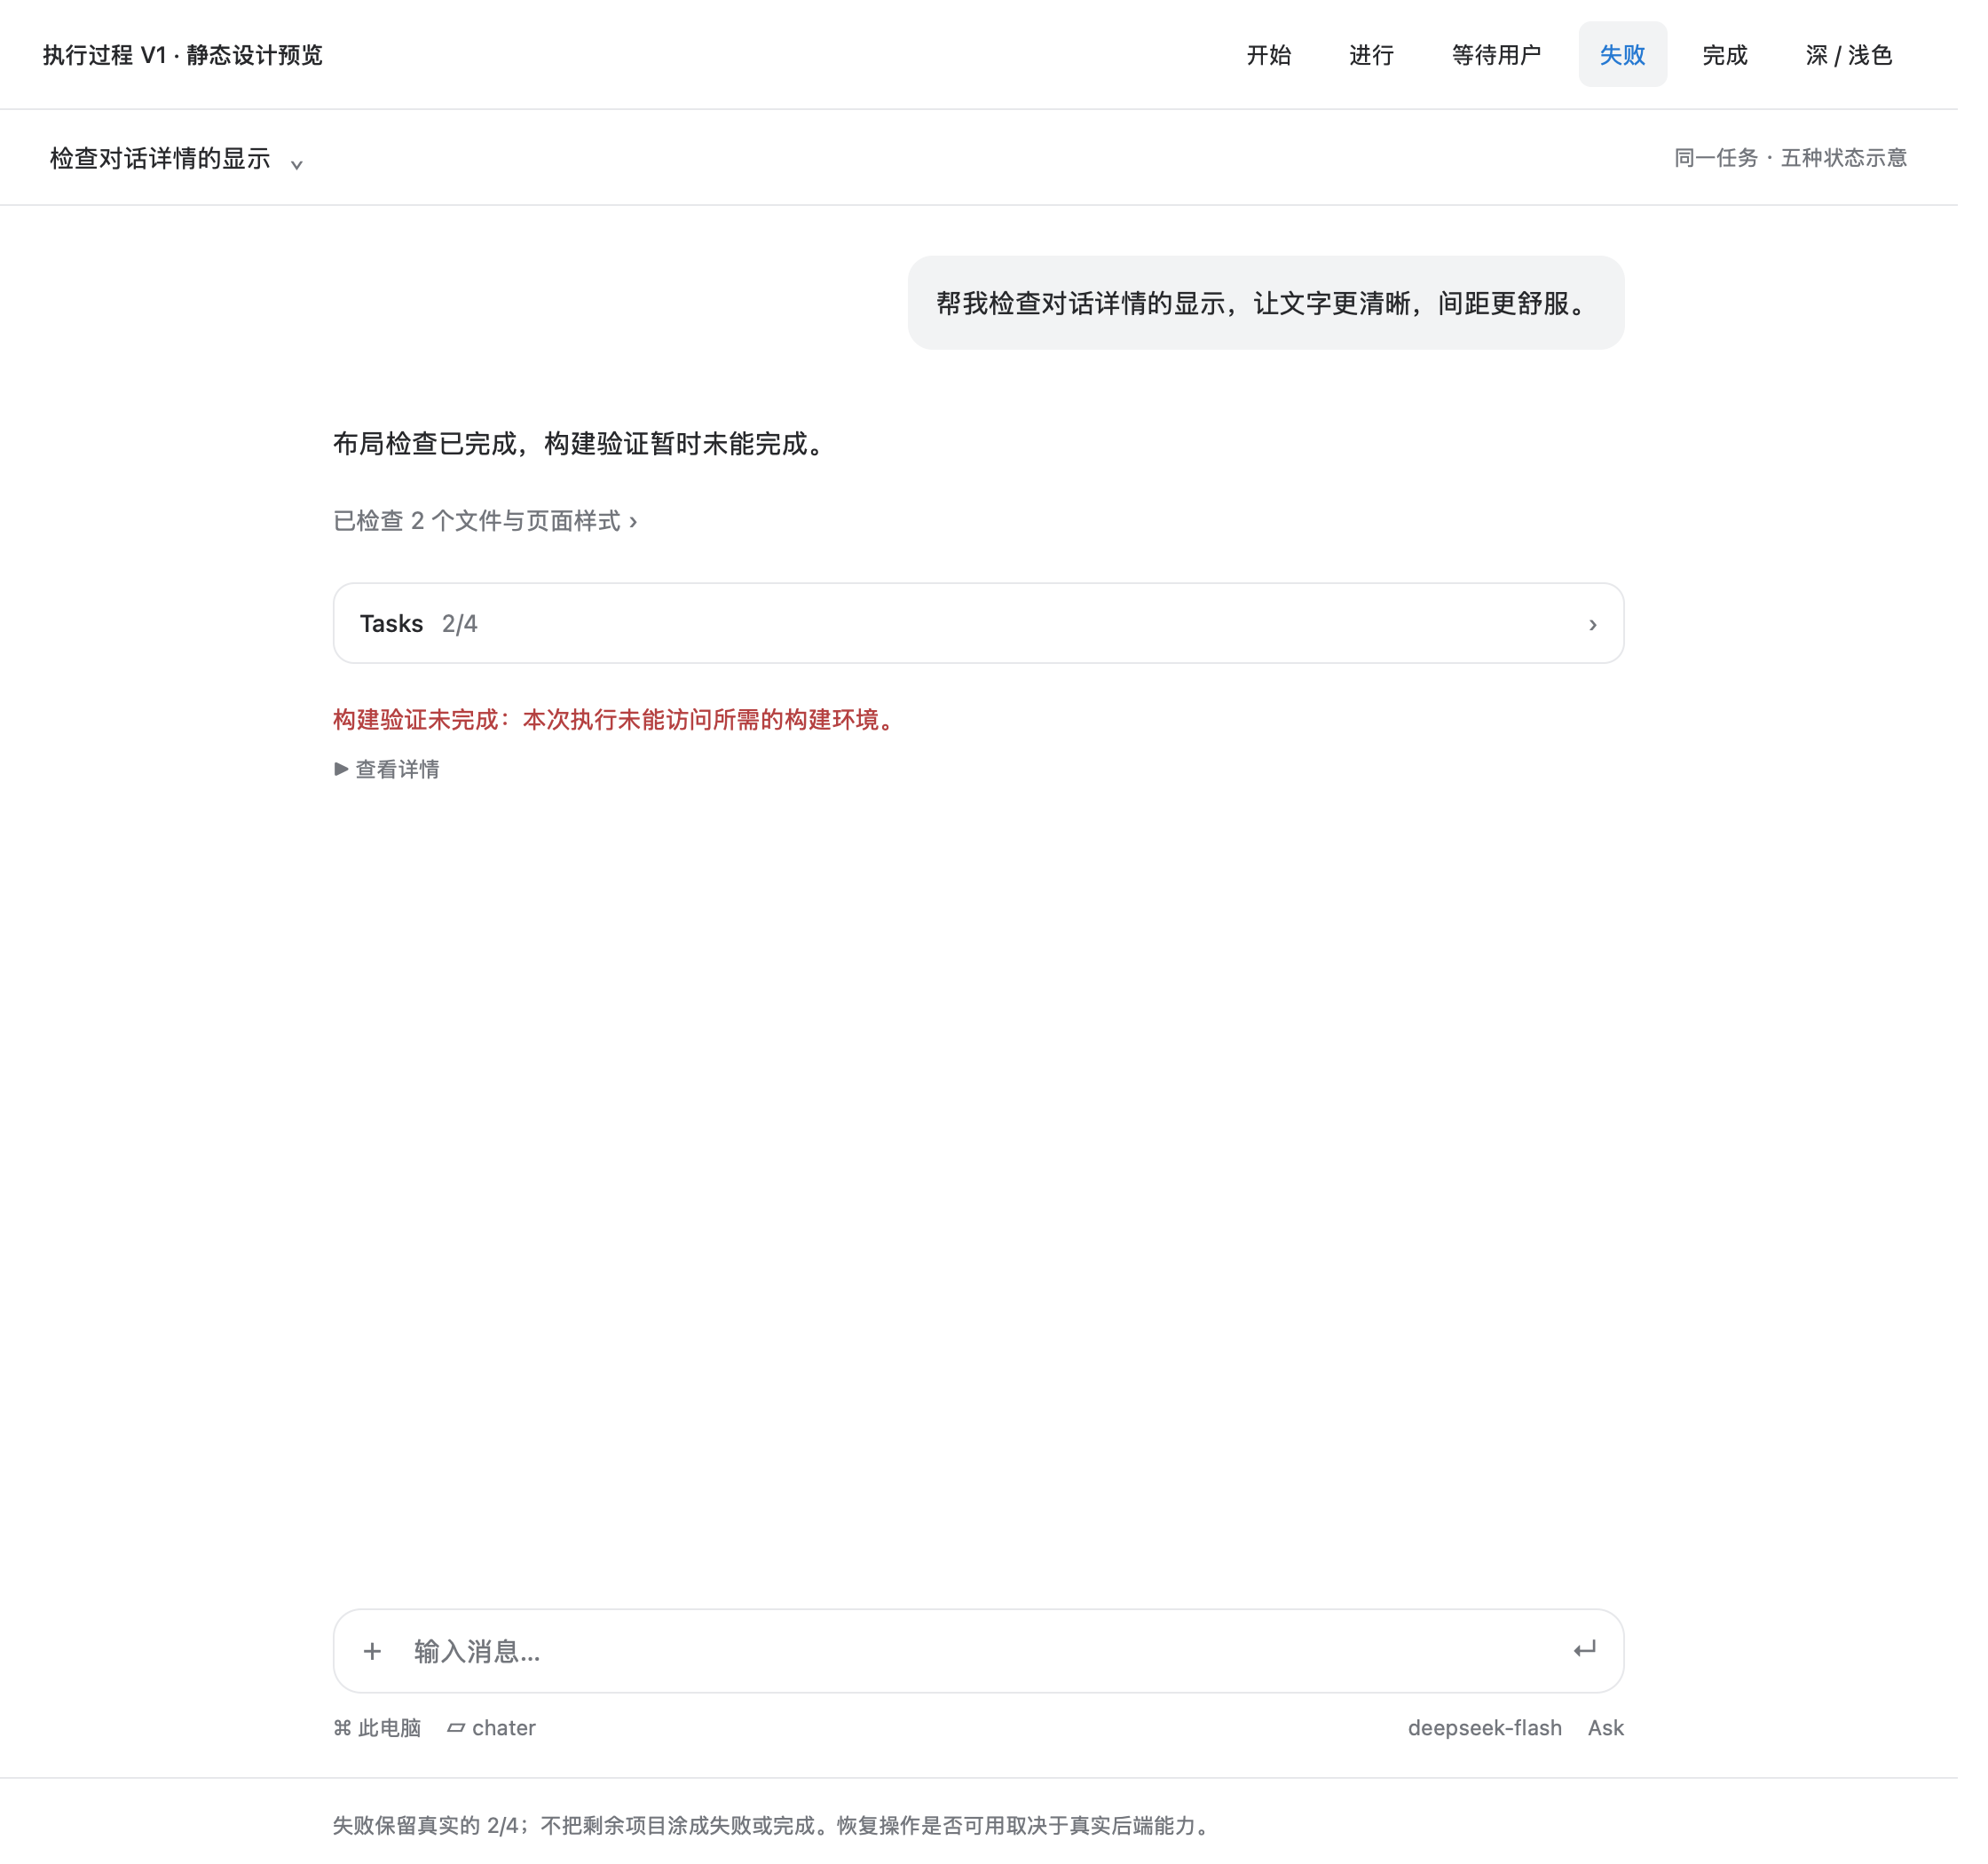 执行过程 V1 · 静态设计预览
开始 进行 等待用户 失败 完成 深 / 浅色
检查对话详情的显示
同一任务 · 五种状态示意
帮我检查对话详情的显示，让文字更清晰，间距更舒服。
布局检查已完成，构建验证暂时未能完成。
已检查 2 个文件与页面样式 ›
Tasks 2/4 ›
构建验证未完成：本次执行未能访问所需的构建环境。
▶ 查看详情
+ 输入消息...
⌘ 此电脑 ▱ chater
deepseek-flash Ask
失败保留真实的 2/4；不把剩余项目涂成失败或完成。恢复操作是否可用取决于真实后端能力。